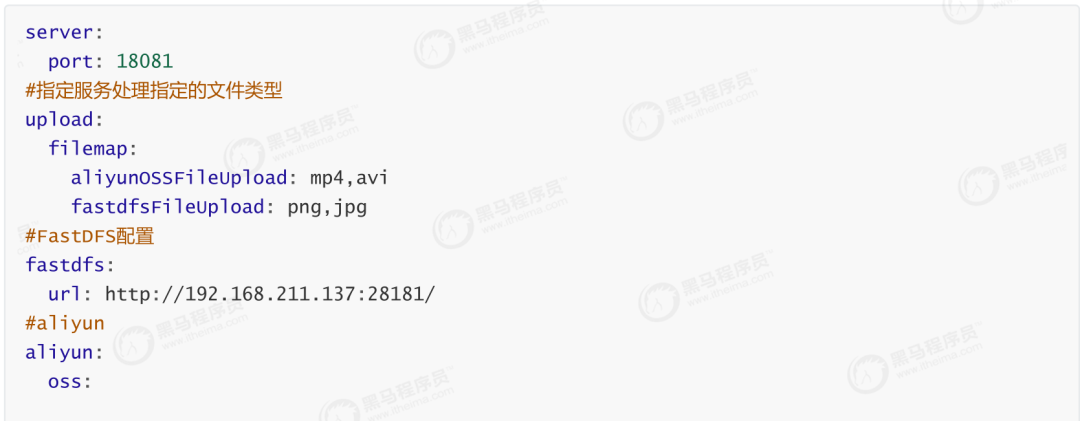 server:
  port: 18081
#指定服务处理指定的文件类型
upload:
  filemap:
    aliyunOSSFileUpload: mp4,avi
    fastdfsFileUpload: png,jpg
#FastDFS配置
fastdfs:
  url: http://192.168.211.137:28181/
#aliyun
aliyun:
  oss:
黑马程序员
www.itheima.com